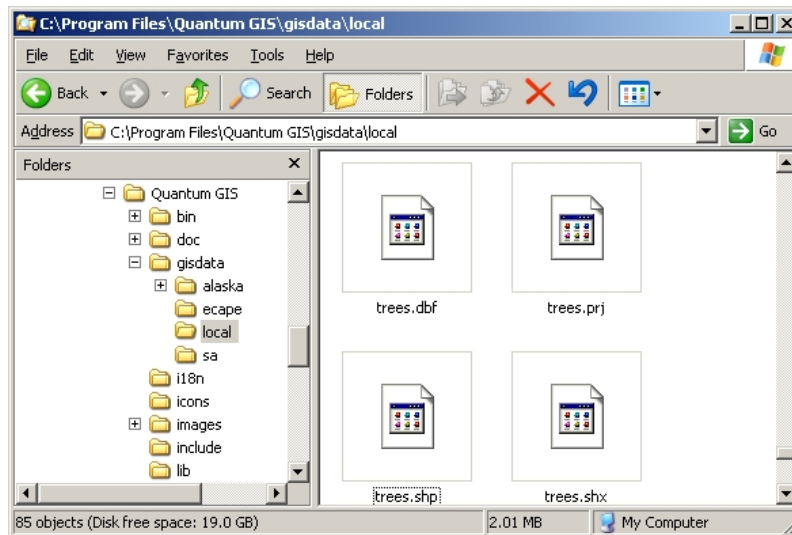 C:\Program Files\Quantum GIS\gisdata\local
File Edit View Favorites Tools Help
Back Search Folders
Address C:\Program Files\Quantum GIS\gisdata\local Go
Folders x
Quantum GIS
bin
doc
gisdata
alaska
ecape
local
sa
i18n
icons
images
include
lib
trees.dbf trees.prj
trees.shp trees.shx
85 objects (Disk free space: 19.0 GB) 2.01 MB My Computer